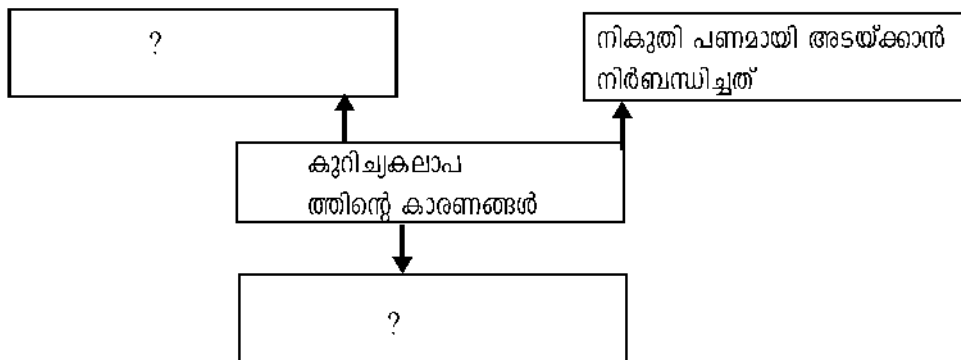 ?
നികുതി പണമായി അടയ്ക്കാൻ
നിർബന്ധിച്ചത്
കുറിച്യകലാപ
ത്തിന്റെ കാരണങ്ങൾ
?